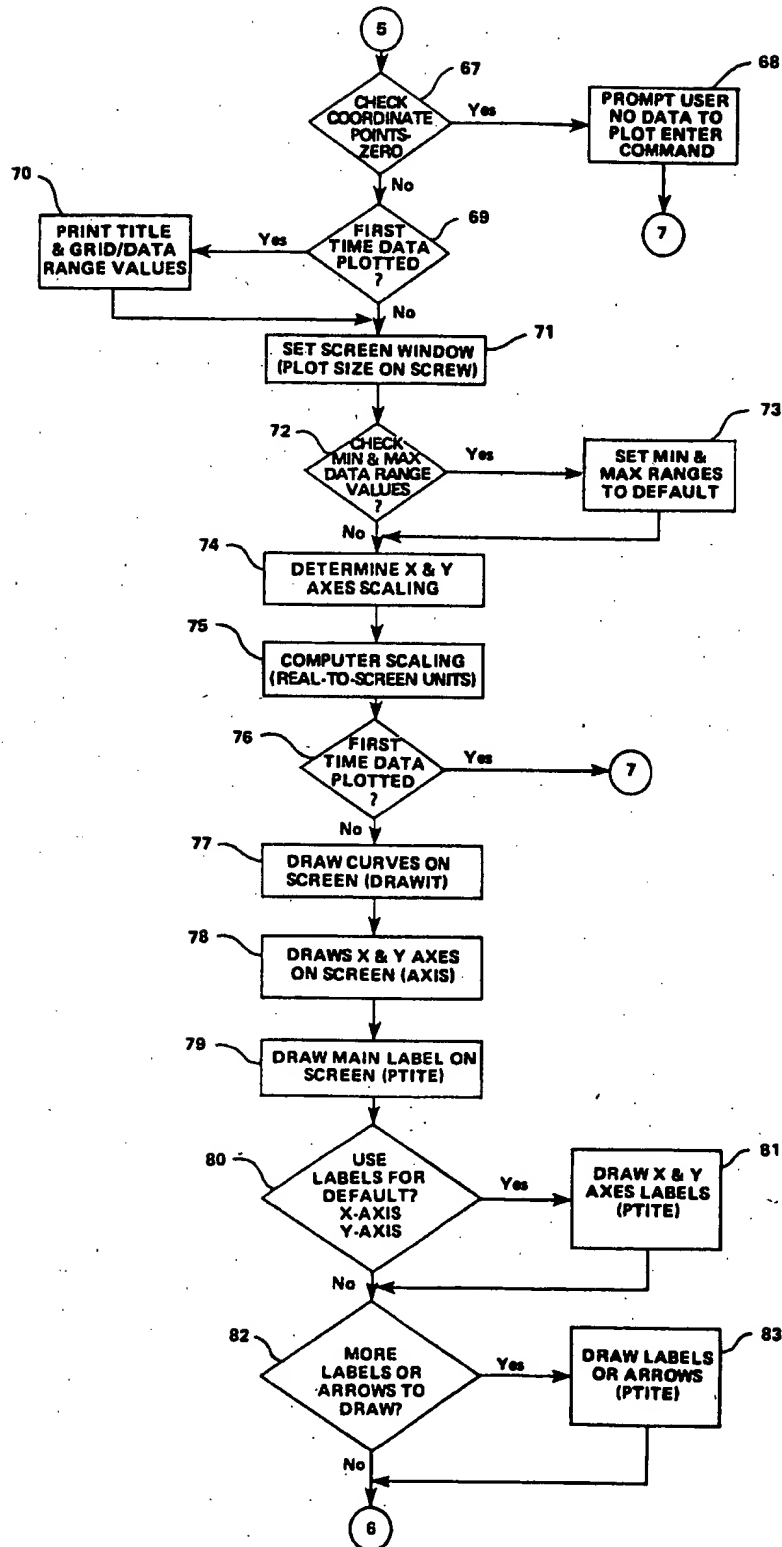 5
67
CHECK
COORDINATE
POINTS-
ZERO
Yes
68
PROMPT USER
NO DATA TO
PLOT ENTER
COMMAND
7
No
69
FIRST
TIME DATA
PLOTTED
?
Yes
70
PRINT TITLE
& GRID/DATA
RANGE VALUES
No
71
SET SCREEN WINDOW
(PLOT SIZE ON SCREW)
72
CHECK
MIN & MAX
DATA RANGE
VALUES
?
Yes
73
SET MIN &
MAX RANGES
TO DEFAULT
No
74
DETERMINE X & Y
AXES SCALING
75
COMPUTER SCALING
(REAL-TO-SCREEN UNITS)
76
FIRST
TIME DATA
PLOTTED
?
Yes
7
No
77
DRAW CURVES ON
SCREEN (DRAWIT)
78
DRAWS X & Y AXES
ON SCREEN (AXIS)
79
DRAW MAIN LABEL ON
SCREEN (PTITE)
80
USE
LABELS FOR
DEFAULT?
X-AXIS
Y-AXIS
Yes
81
DRAW X & Y
AXES LABELS
(PTITE)
No
82
MORE
LABELS OR
ARROWS TO
DRAW?
Yes
83
DRAW LABELS
OR ARROWS
(PTITE)
No
6